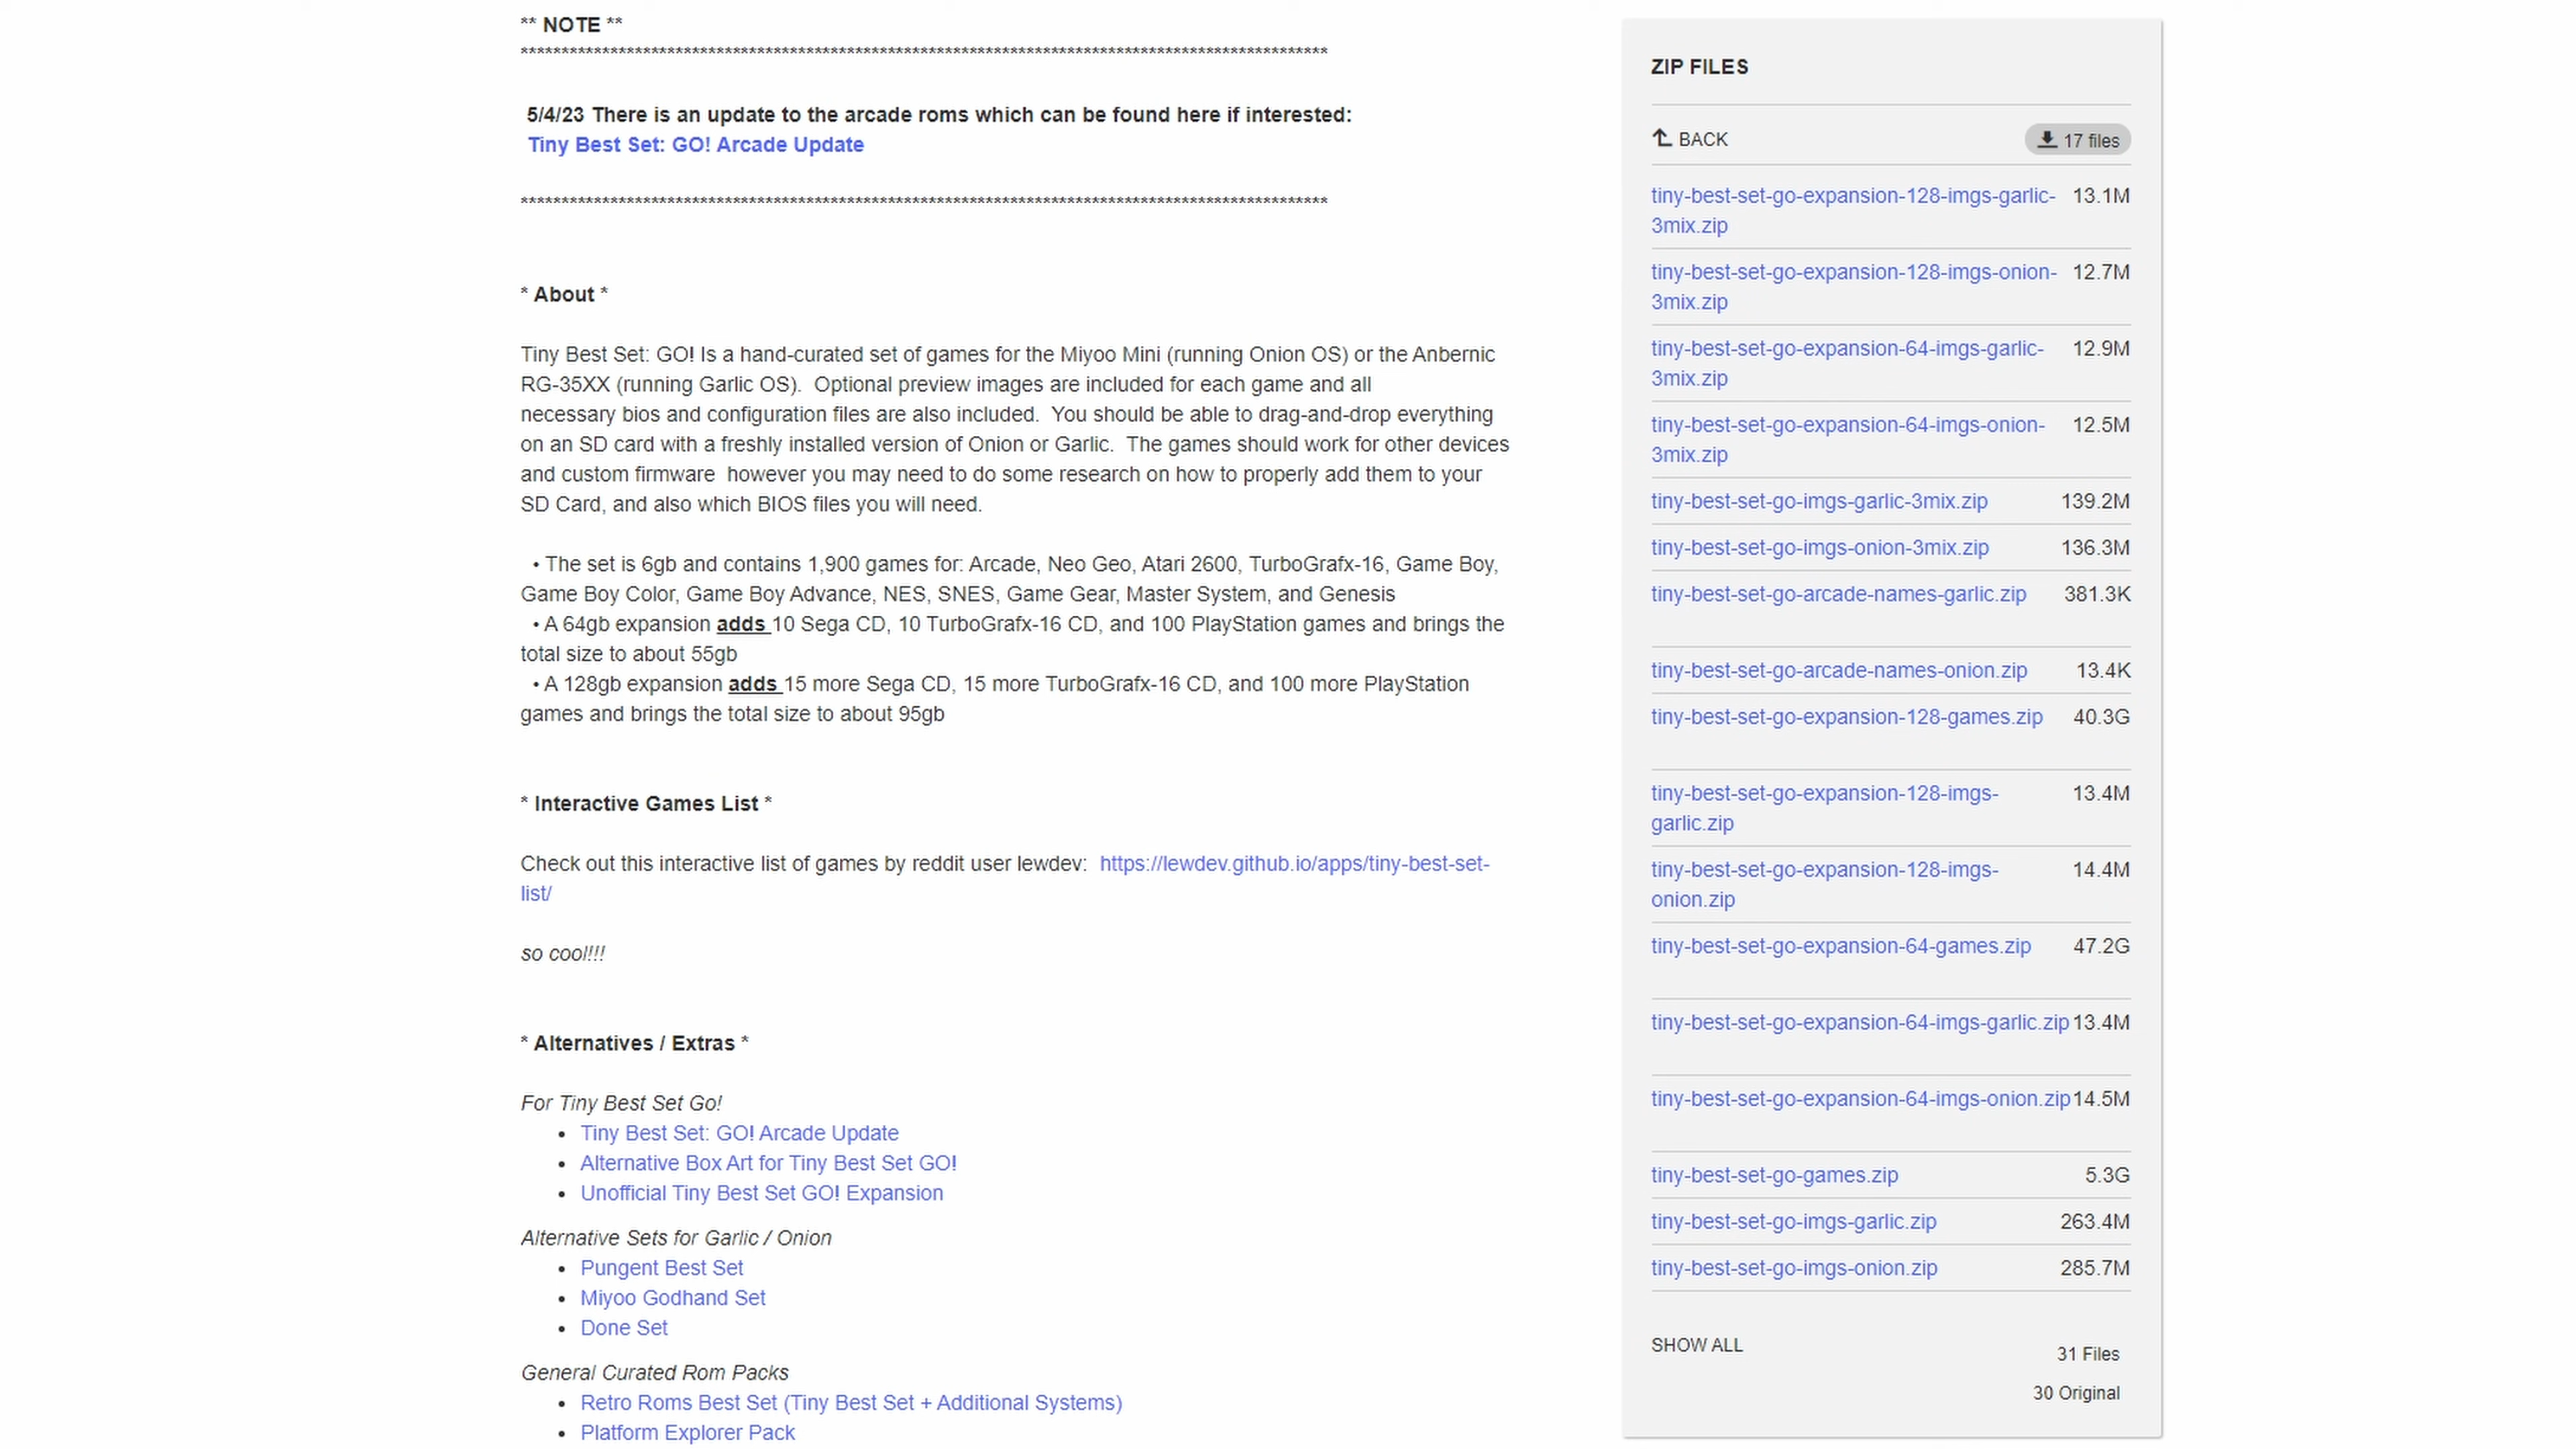 ** NOTE **
****************************************************************************************************
5/4/23 There is an update to the arcade roms which can be found here if interested:
Tiny Best Set: GO! Arcade Update
****************************************************************************************************
* About *
Tiny Best Set: GO! Is a hand-curated set of games for the Miyoo Mini (running Onion OS) or the Anbernic
RG-35XX (running Garlic OS).  Optional preview images are included for each game and all
necessary bios and configuration files are also included.  You should be able to drag-and-drop everything
on an SD card with a freshly installed version of Onion or Garlic.  The games should work for other devices
and custom firmware  however you may need to do some research on how to properly add them to your
SD Card, and also which BIOS files you will need.
• The set is 6gb and contains 1,900 games for: Arcade, Neo Geo, Atari 2600, TurboGrafx-16, Game Boy,
Game Boy Color, Game Boy Advance, NES, SNES, Game Gear, Master System, and Genesis
• A 64gb expansion adds 10 Sega CD, 10 TurboGrafx-16 CD, and 100 PlayStation games and brings the
total size to about 55gb
• A 128gb expansion adds 15 more Sega CD, 15 more TurboGrafx-16 CD, and 100 more PlayStation
games and brings the total size to about 95gb
* Interactive Games List *
Check out this interactive list of games by reddit user lewdev:  https://lewdev.github.io/apps/tiny-best-set-
list/
so cool!!!
* Alternatives / Extras *
For Tiny Best Set Go!
• Tiny Best Set: GO! Arcade Update
• Alternative Box Art for Tiny Best Set GO!
• Unofficial Tiny Best Set GO! Expansion
Alternative Sets for Garlic / Onion
• Pungent Best Set
• Miyoo Godhand Set
• Done Set
General Curated Rom Packs
• Retro Roms Best Set (Tiny Best Set + Additional Systems)
• Platform Explorer Pack
ZIP FILES
BACK 17 files
tiny-best-set-go-expansion-128-imgs-garlic- 13.1M
3mix.zip
tiny-best-set-go-expansion-128-imgs-onion- 12.7M
3mix.zip
tiny-best-set-go-expansion-64-imgs-garlic- 12.9M
3mix.zip
tiny-best-set-go-expansion-64-imgs-onion- 12.5M
3mix.zip
tiny-best-set-go-imgs-garlic-3mix.zip 139.2M
tiny-best-set-go-imgs-onion-3mix.zip 136.3M
tiny-best-set-go-arcade-names-garlic.zip 381.3K
tiny-best-set-go-arcade-names-onion.zip 13.4K
tiny-best-set-go-expansion-128-games.zip 40.3G
tiny-best-set-go-expansion-128-imgs- 13.4M
garlic.zip
tiny-best-set-go-expansion-128-imgs- 14.4M
onion.zip
tiny-best-set-go-expansion-64-games.zip 47.2G
tiny-best-set-go-expansion-64-imgs-garlic.zip 13.4M
tiny-best-set-go-expansion-64-imgs-onion.zip 14.5M
tiny-best-set-go-games.zip 5.3G
tiny-best-set-go-imgs-garlic.zip 263.4M
tiny-best-set-go-imgs-onion.zip 285.7M
SHOW ALL 31 Files
30 Original